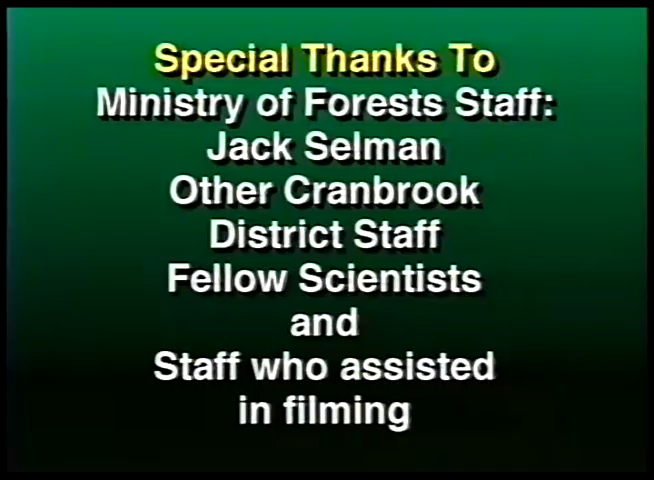 Special Thanks To
Ministry of Forests Staff:
Jack Selman
Other Cranbrook
District Staff
Fellow Scientists
and
Staff who assisted
in filming